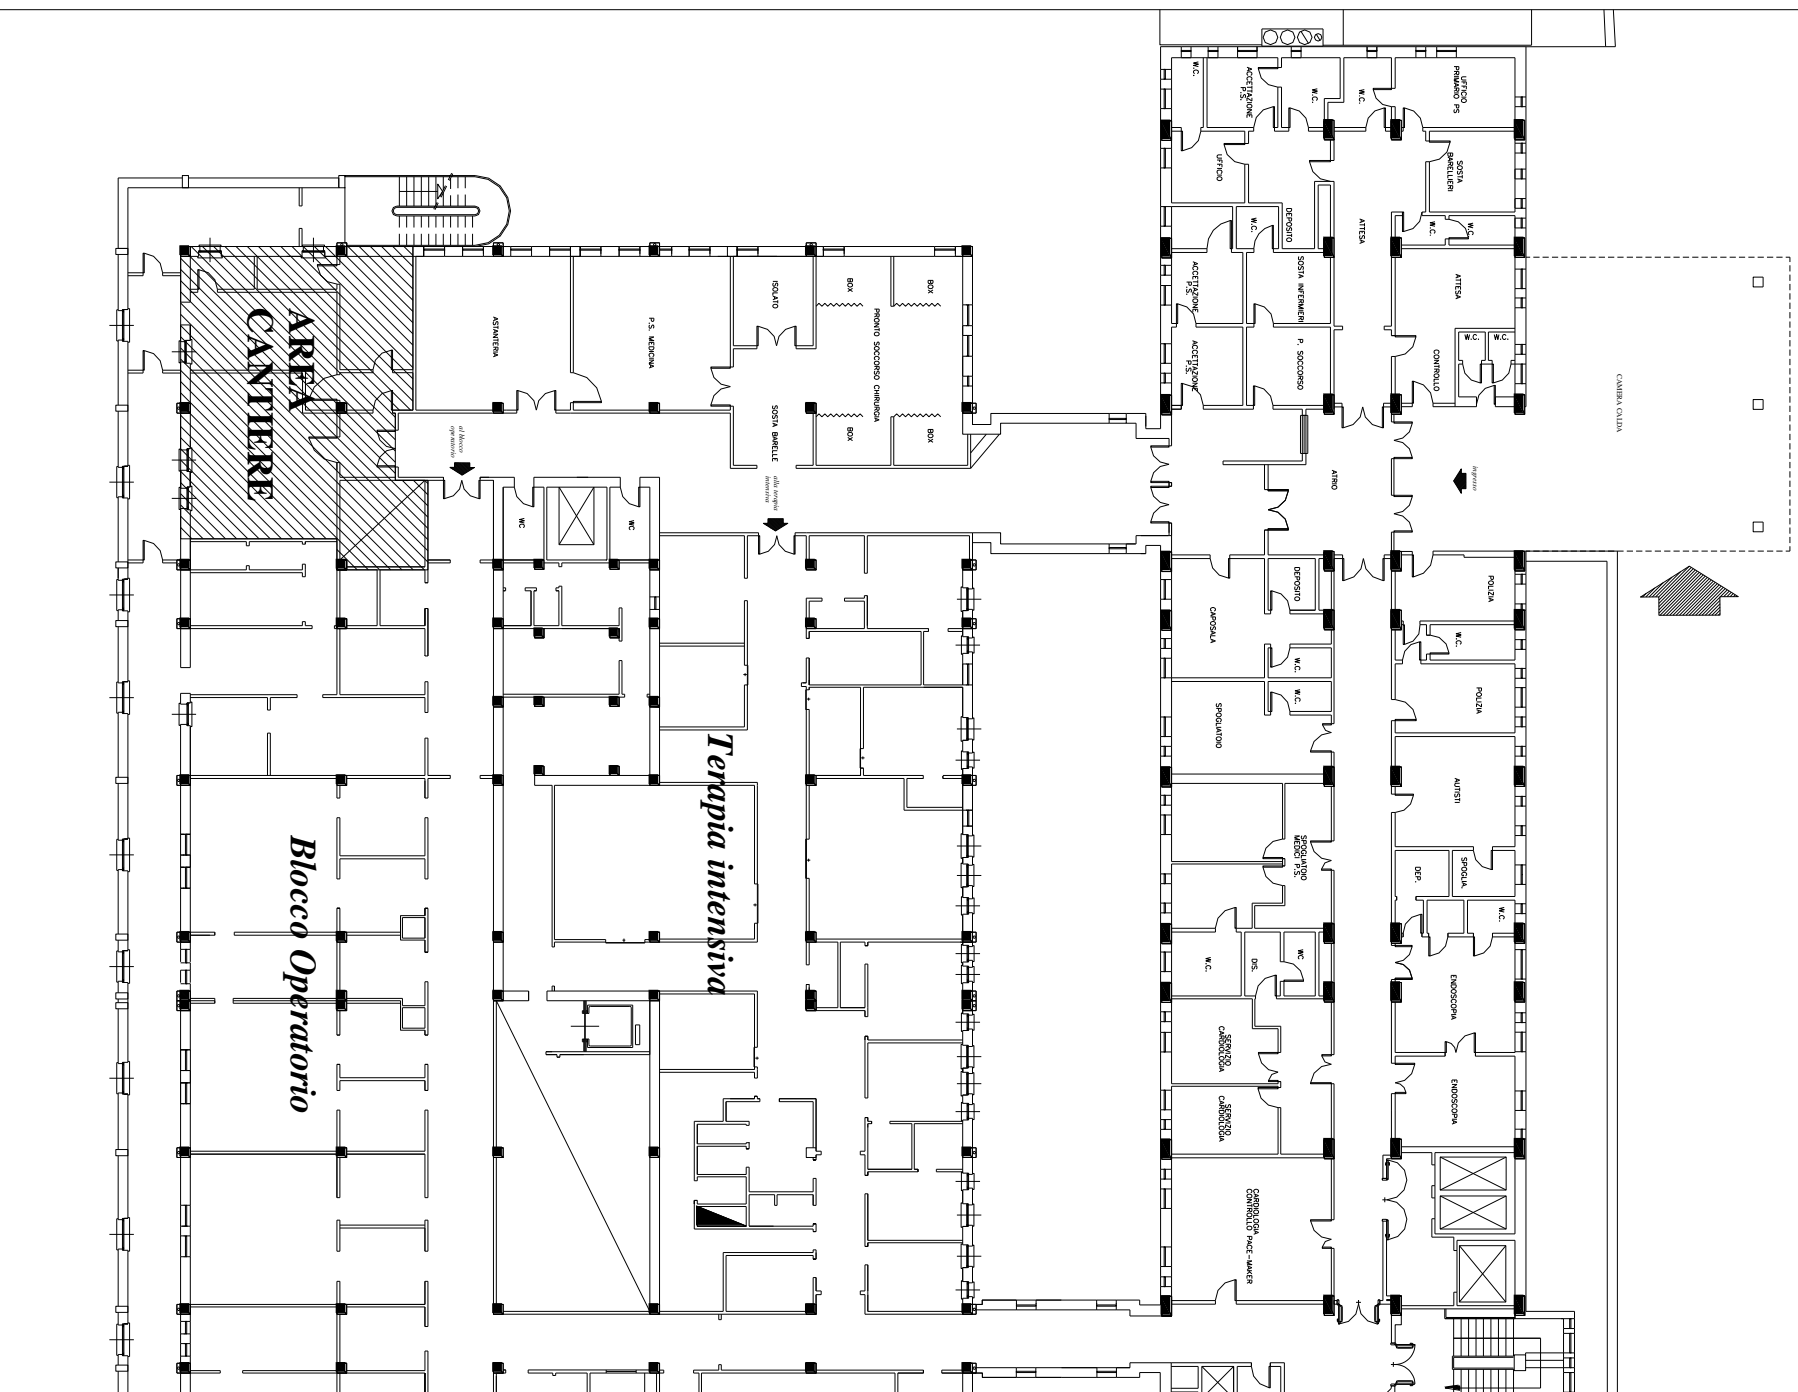 W.C.
ACCETTAZIONE
P.S.
W.C.
W.C.
UFFICIO
PRIMARIO PS
UFFICIO
SOSTA
BARELLIERI
DEPOSITO
W.C.
ATTESA
W.C.
W.C.
ACCETTAZIONE
P.S.
SOSTA INFERMIERI
ATTESA
ACCETTAZIONE
P.S.
P. SOCCORSO
CONTROLLO
W.C.
W.C.
CAMERA CALDA
AREA
CANTIERE
ASTANTERIA
P.S. MEDICINA
ISOLATO
BOX
BOX
PRONTO SOCCORSO CHIRURGIA
SOSTA BARELLE
BOX
BOX
al blocco
operatorio
alla terapia
intensiva
ATRIO
ingresso
WC
WC
DEPOSITO
CAPOSALA
W.C.
W.C.
SPOGLIATOIO
POLIZIA
W.C.
POLIZIA
AUTISTI
SPOGLIATOIO
MEDICI P.S.
DEP.
SPOGLIA.
W.C.
W.C.
DIS.
WC
ENDOSCOPIA
SERVIZIO
CARDIOLOGIA
SERVIZIO
CARDIOLOGIA
ENDOSCOPIA
CARDIOLOGIA
CONTROLLO PACE-MAKER
Terapia intensiva
Blocco Operatorio